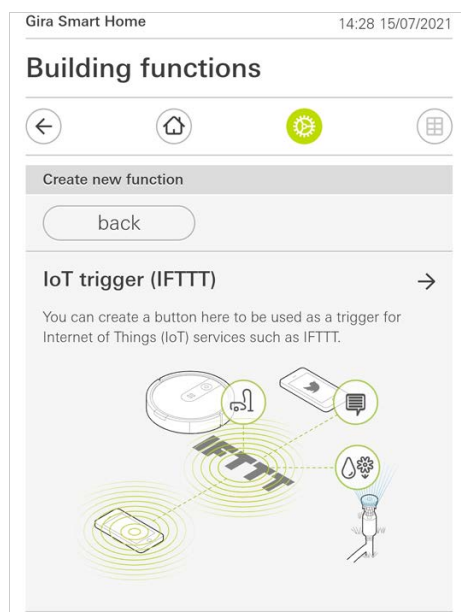 Gira Smart Home 14:28 15/07/2021
Building functions
Create new function
back
IoT trigger (IFTTT)
You can create a button here to be used as a trigger for
Internet of Things (IoT) services such as IFTTT.
IFTTT